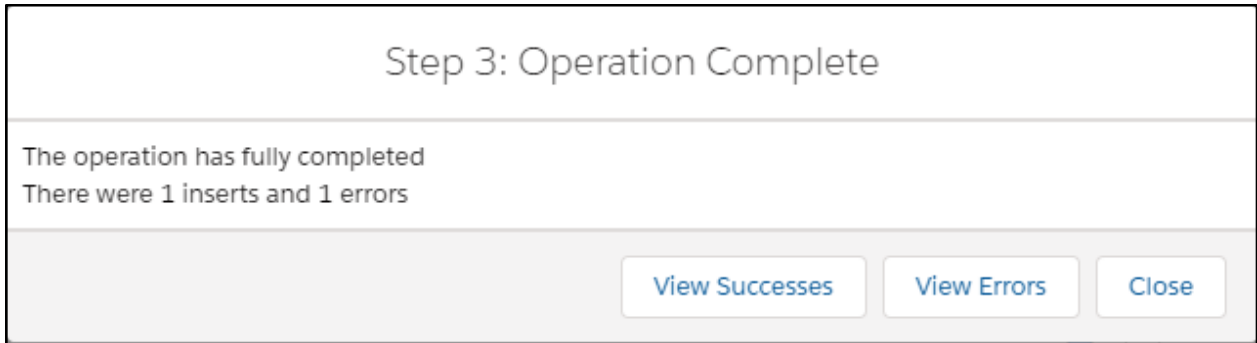 Step 3: Operation Complete
The operation has fully completed
There were 1 inserts and 1 errors
View Successes View Errors Close